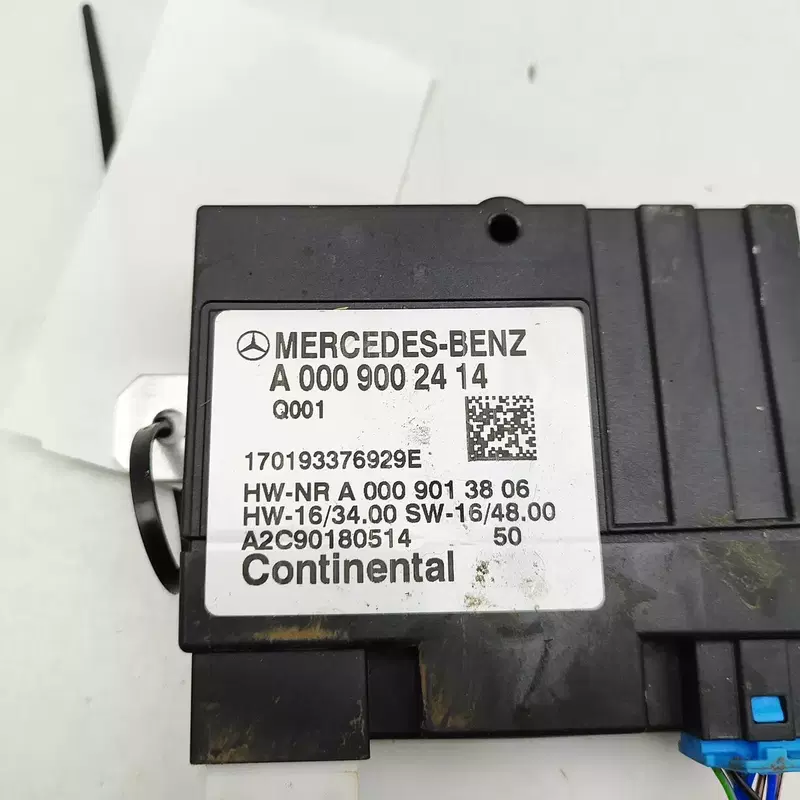 MERCEDES-BENZ
A 000 900 24 14
Q001
170193376929E
HW-NR A 000 901 38 06
HW-16/34.00 SW-16/48.00
A2C90180514 50
Continental